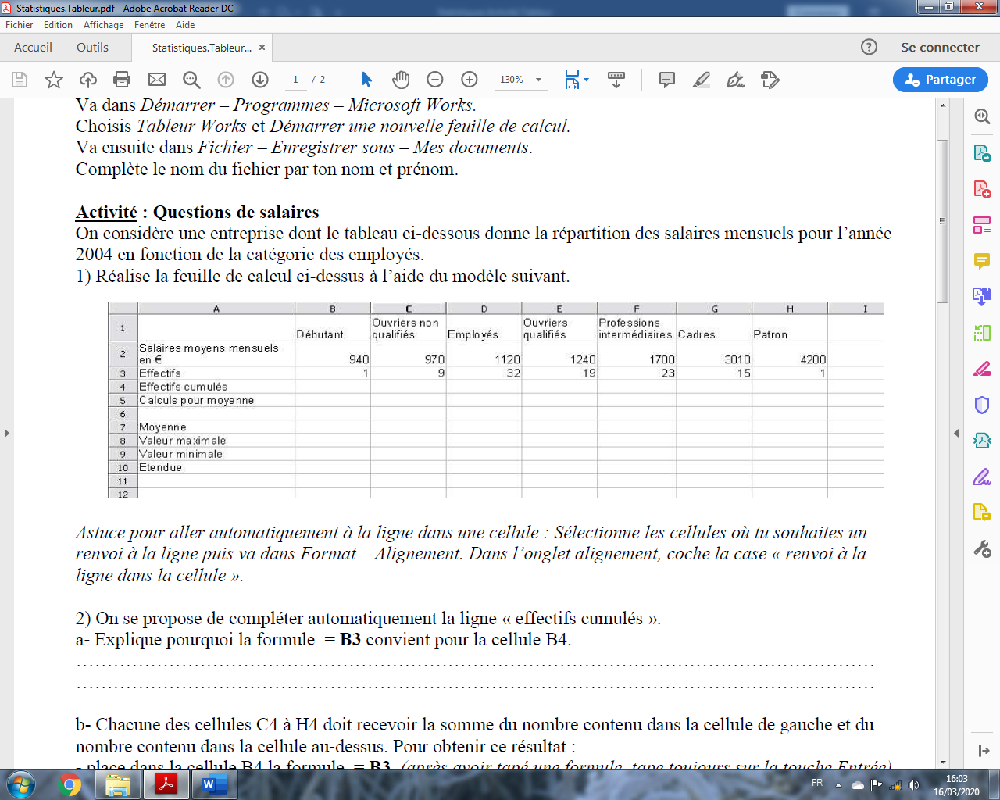 Statistiques.Tableur.pdf - Adobe Acrobat Reader DC
Fichier Edition Affichage Fenêtre Aide
Accueil Outils Statistiques.Tableur... × ? Se connecter
1 / 2 130% Partager
Va dans Démarrer – Programmes – Microsoft Works.
Choisis Tableur Works et Démarrer une nouvelle feuille de calcul.
Va ensuite dans Fichier – Enregistrer sous – Mes documents.
Complète le nom du fichier par ton nom et prénom.
Activité : Questions de salaires
On considère une entreprise dont le tableau ci-dessous donne la répartition des salaires mensuels pour l’année
2004 en fonction de la catégorie des employés.
1) Réalise la feuille de calcul ci-dessus à l’aide du modèle suivant.
A B C D E F G H I
1 Débutant Ouvriers non qualifiés Employés Ouvriers qualifiés Professions intermédiaires Cadres Patron
2 Salaires moyens mensuels en € 940 970 1120 1240 1700 3010 4200
3 Effectifs 1 9 32 19 23 15 1
4 Effectifs cumulés
5 Calculs pour moyenne
6
7 Moyenne
8 Valeur maximale
9 Valeur minimale
10 Etendue
11
12
Astuce pour aller automatiquement à la ligne dans une cellule : Sélectionne les cellules où tu souhaites un
renvoi à la ligne puis va dans Format – Alignement. Dans l’onglet alignement, coche la case « renvoi à la
ligne dans la cellule ».
2) On se propose de compléter automatiquement la ligne « effectifs cumulés ».
a- Explique pourquoi la formule = B3 convient pour la cellule B4.
b- Chacune des cellules C4 à H4 doit recevoir la somme du nombre contenu dans la cellule de gauche et du
nombre contenu dans la cellule au-dessus. Pour obtenir ce résultat :
- place dans la cellule B4 la formule = B3 (après avoir tapé une formule, tape toujours sur la touche Entrée)
FR 16:03
16/03/2020